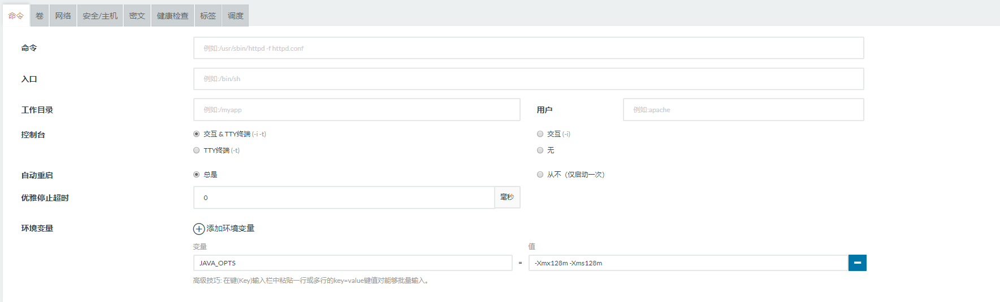 命令 卷 网络 安全/主机 密文 健康检查 标签 调度
命令 例如:/usr/sbin/httpd -f httpd.conf
入口 例如:/bin/sh
工作目录 例如:/myapp 用户 例如:apache
控制台 交互 & TTY终端 (-i -t) 交互 (-i)
TTY终端 (-t) 无
自动重启 总是 从不（仅启动一次）
优雅停止超时 0 毫秒
环境变量 添加环境变量
变量 值
JAVA_OPTS = -Xmx128m -Xms128m
高级技巧: 在键(Key)输入栏中粘贴一行或多行的key=value键值对能够批量输入。